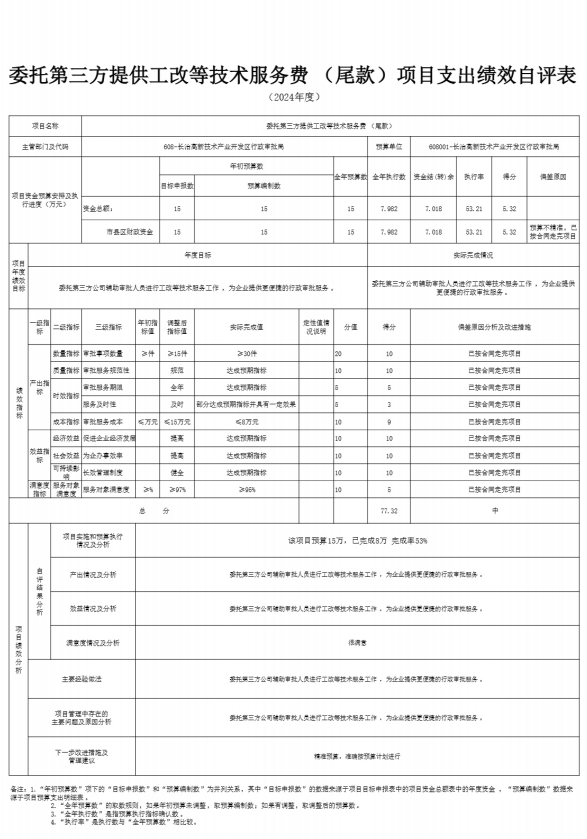 委托第三方提供工改等技术服务费 （尾款）项目支出绩效自评表
（2024年度）
项目名称 委托第三方提供工改等技术服务费 （尾款）
主管部门及代码 608-长治高新技术产业开发区行政审批局 预算单位 608001-长治高新技术产业开发区行政审批局
项目资金预算安排及执行进度（万元） 年初预算数 全年预算数 全年执行数 资金结(转)余 执行率 得分 偏差原因
目标申报数 预算编制数
资金总额： 15 15 15 7.982 7.018 53.21 5.32
市县区财政资金 15 15 15 7.982 7.018 53.21 5.32 预算不精准，已按合同走完项目
项目年度绩效目标 年度目标 实际完成情况
委托第三方公司辅助审批人员进行工改等技术服务工作 ，为企业提供更便捷的行政审批服务 。 委托第三方公司辅助审批人员进行工改等技术服务工作 ，为企业提供更便捷的行政审批服务 。
绩效指标 一级指标 二级指标 三级指标 年初指标值 调整后指标值 实际完成值 定性值情况说明 分值 得分 偏差原因分析及改进措施
产出指标 数量指标 审批事项数量 ≥件 ≥15件 ≥30件 20 10 已按合同走完项目
质量指标 审批服务规范性 规范 达成预期指标 10 10 已按合同走完项目
时效指标 审批服务期限 全年 达成预期指标 5 5 已按合同走完项目
服务及时性 及时 部分达成预期指标并具有一定效果 5 3 已按合同走完项目
成本指标 审批服务成本 ≤万元 ≤15万元 ≤8万元 10 9 已按合同走完项目
效益指标 经济效益 促进企业经济发展 提高 达成预期指标 10 10 已按合同走完项目
社会效益 为企办事效率 提高 达成预期指标 10 10 已按合同走完项目
可持续影响 长效管理制度 健全 达成预期指标 10 10 已按合同走完项目
满意度指标 服务对象满意度 服务对象满意度 ≥% ≥97% ≥95% 10 5 已按合同走完项目
总 分 77.32 中
项目绩效分析 自评结果分析 项目实施和预算执行情况及分析 该项目预算15万，已完成8万 完成率53%
产出情况及分析 委托第三方公司辅助审批人员进行工改等技术服务工作 ，为企业提供更便捷的行政审批服务 。
效益情况及分析 委托第三方公司辅助审批人员进行工改等技术服务工作 ，为企业提供更便捷的行政审批服务 。
满意度情况及分析 很满意
主要经验做法 委托第三方公司辅助审批人员进行工改等技术服务工作 ，为企业提供更便捷的行政审批服务 。
项目管理中存在的主要问题及原因分析 委托第三方公司辅助审批人员进行工改等技术服务工作 ，为企业提供更便捷的行政审批服务 。
下一步改进措施及管理建议 精准预算、准确按预算计划进行
备注：1.“年初预算数”项下的“目标申报数”和“预算编制数”为并列关系，其中“目标申报数”的数据来源于项目目标申报表中的项目资金总额表中的年度资金 ，“预算编制数”数据来
源于项目预算支出明细表 。
2.“全年预算数”的取数规则，如果年初预算未调整，取预算编制数；如果有调整，取调整后的预算数。
3.“全年执行数”是指预算执行指标确认数。
4.“执行率”是执行数与“全年预算数”相比较。